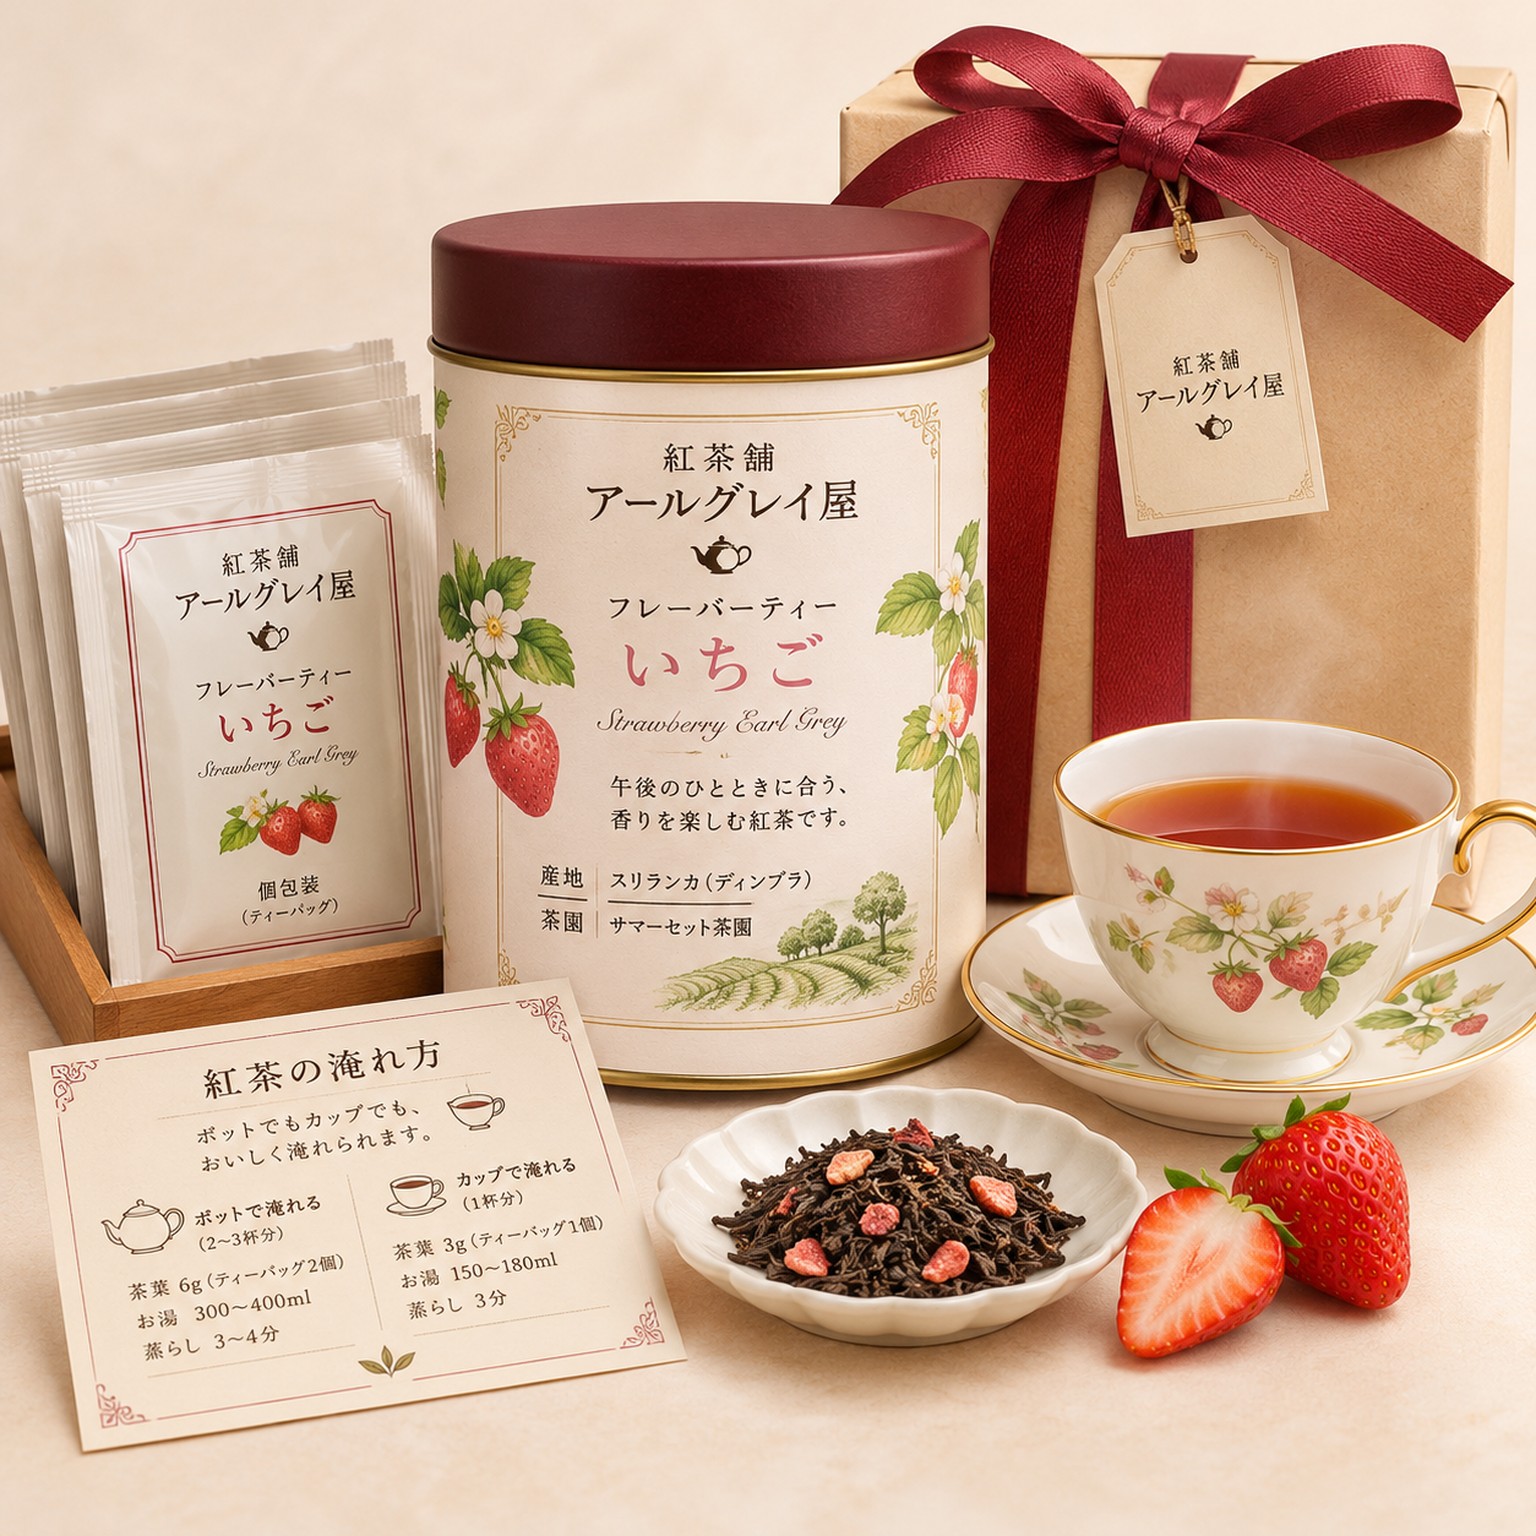 紅茶舗
アールグレイ屋
フレーバーティー
いちご
Strawberry Earl Grey
午後のひとときに合う、
香りを楽しむ紅茶です。
産地 スリランカ(ディンブラ)
茶園 サマーセット茶園
紅茶舗
アールグレイ屋
フレーバーティー
いちご
Strawberry Earl Grey
個包装
(ティーバッグ)
紅茶舗
アールグレイ屋
紅茶の淹れ方
ポットでもカップでも、
おいしく淹れられます。
ポットで淹れる
(2〜3杯分)
茶葉 6g(ティーバッグ2個)
お湯 300〜400ml
蒸らし 3〜4分
カップで淹れる
(1杯分)
茶葉 3g(ティーバッグ1個)
お湯 150〜180ml
蒸らし 3分